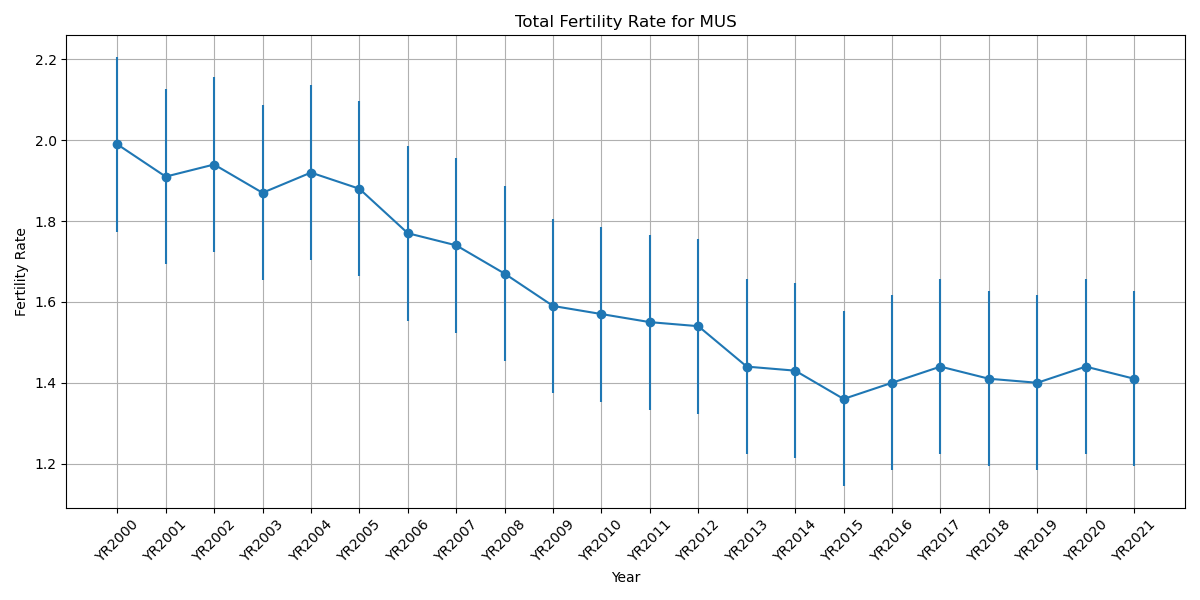 Total Fertility Rate for MUS
Fertility Rate
2.2
2.0
1.8
1.6
1.4
1.2
YR2000
YR2001
YR2002
YR2003
YR2004
YR2005
YR2006
YR2007
YR2008
YR2009
YR2010
YR2011
YR2012
YR2013
YR2014
YR2015
YR2016
YR2017
YR2018
YR2019
YR2020
YR2021
Year